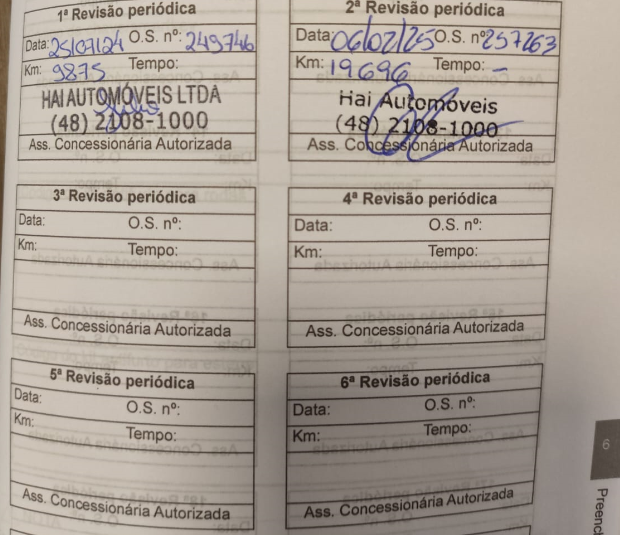 1ª Revisão periódica
Data: 25/07/24 O.S. nº: 249746
Km: 9875 Tempo:
HAI AUTOMÓVEIS LTDA
(48) 2108-1000
Ass. Concessionária Autorizada
2ª Revisão periódica
Data: 06/02/25 O.S. nº 257263
Km: 19696 Tempo: –
Hai Automóveis
(48) 2108-1000
Ass. Concessionária Autorizada
3ª Revisão periódica
Data: O.S. nº:
Km: Tempo:
Ass. Concessionária Autorizada
4ª Revisão periódica
Data: O.S. nº:
Km: Tempo:
Ass. Concessionária Autorizada
5ª Revisão periódica
Data: O.S. nº:
Km: Tempo:
Ass. Concessionária Autorizada
6ª Revisão periódica
Data: O.S. nº:
Km: Tempo:
Ass. Concessionária Autorizada
6